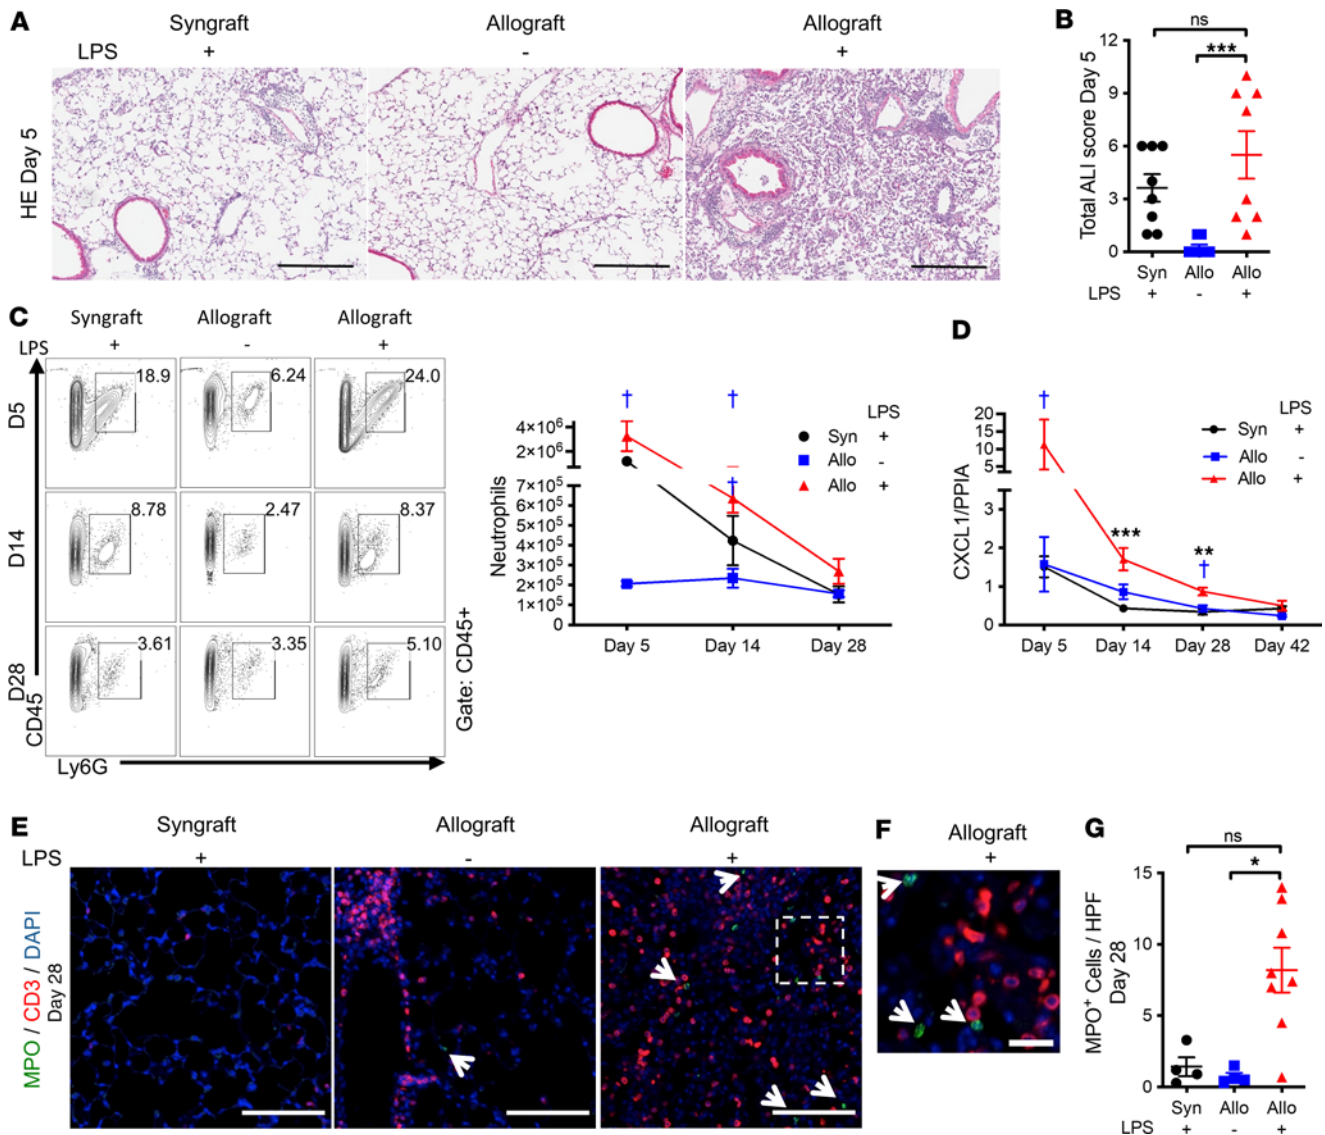 A
Syngraft Allograft Allograft
LPS + - +
HE Day 5
B
ns
***
Total ALI score Day 5
12
9
6
3
0
Syn Allo Allo
LPS + - +
C
Syngraft Allograft Allograft
LPS + - +
D5
18.9 6.24 24.0
D14
8.78 2.47 8.37
D28
3.61 3.35 5.10
CD45
Ly6G
Gate: CD45+
† †
†
LPS
Syn +
Allo -
Allo +
Neutrophils
4×10⁶
2×10⁶
7×10⁵
6×10⁵
5×10⁵
4×10⁵
3×10⁵
2×10⁵
1×10⁵
0
Day 5 Day 14 Day 28
D
†
LPS
Syn +
Allo -
Allo +
CXCL1/PPIA
20
15
10
5
3
2
1
0
***
**
†
Day 5 Day 14 Day 28 Day 42
E
Syngraft Allograft Allograft
LPS + - +
MPO / CD3 / DAPI
Day 28
F
Allograft
+
G
ns
*
MPO⁺ Cells / HPF
Day 28
15
10
5
0
Syn Allo Allo
LPS + - +